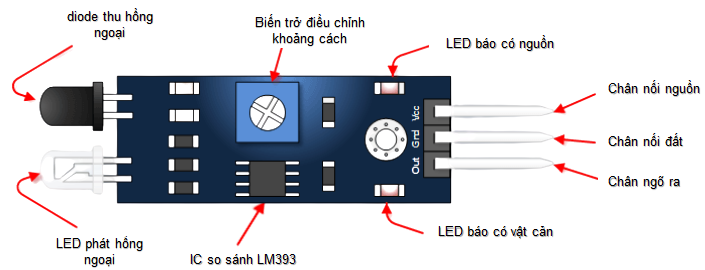 diode thu hồng
ngoại
Biến trở điều chỉnh
khoảng cách
LED báo có nguồn
Chân nối nguồn
Vcc
Chân nối đất
Gnd
Out
Chân ngõ ra
LED phát hồng
ngoại
IC so sánh LM393
LED báo có vật cản